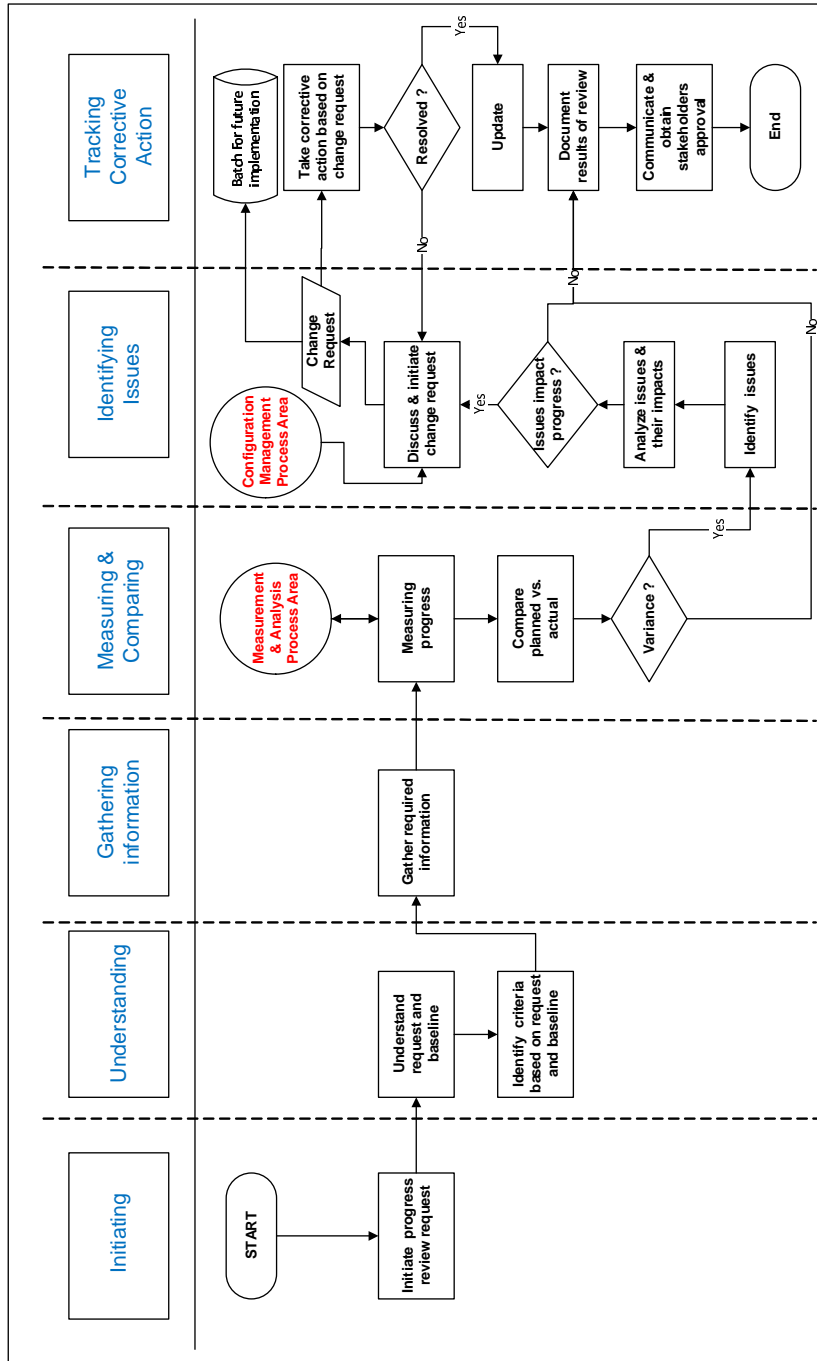 Initiating
Understanding
Gathering
information
Measuring &
Comparing
Identifying
Issues
Tracking
Corrective
Action
START
Initiate progress
review request
Understand
request and
baseline
Identify criteria
based on request
and baseline
Gather required
information
Measurement
& Analysis
Process Area
Measuring
progress
Compare
planned vs.
actual
Variance ?
Yes
No
Configuration
Management
Process Area
Change
Request
Discuss & initiate
change request
Yes
Issues impact
progress ?
No
Analyze issues &
their impacts
Identify issues
Batch For future
implementation
Take corrective
action based on
change request
Resolved ?
Yes
No
Update
Document
results of review
Communicate &
obtain
stakeholders
approval
End